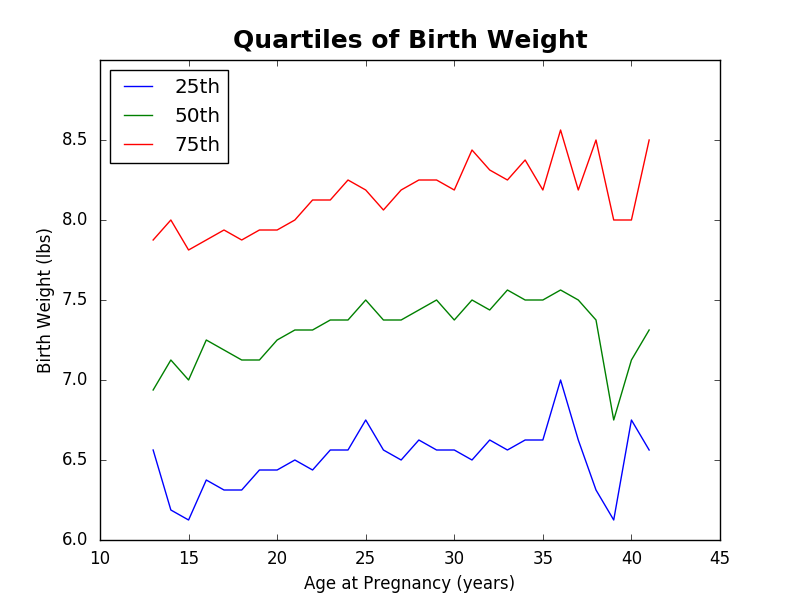 Quartiles of Birth Weight
25th
50th
75th
8.5
8.0
7.5
7.0
6.5
6.0
Birth Weight (lbs)
10 15 20 25 30 35 40 45
Age at Pregnancy (years)